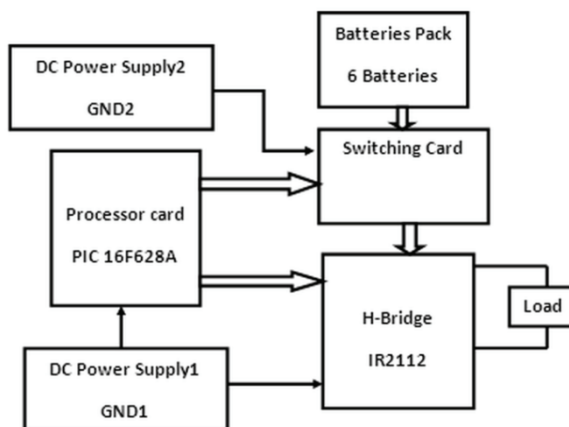 Batteries Pack
6 Batteries
DC Power Supply2
GND2
Switching Card
Processor card
PIC 16F628A
H-Bridge
IR2112
Load
DC Power Supply1
GND1